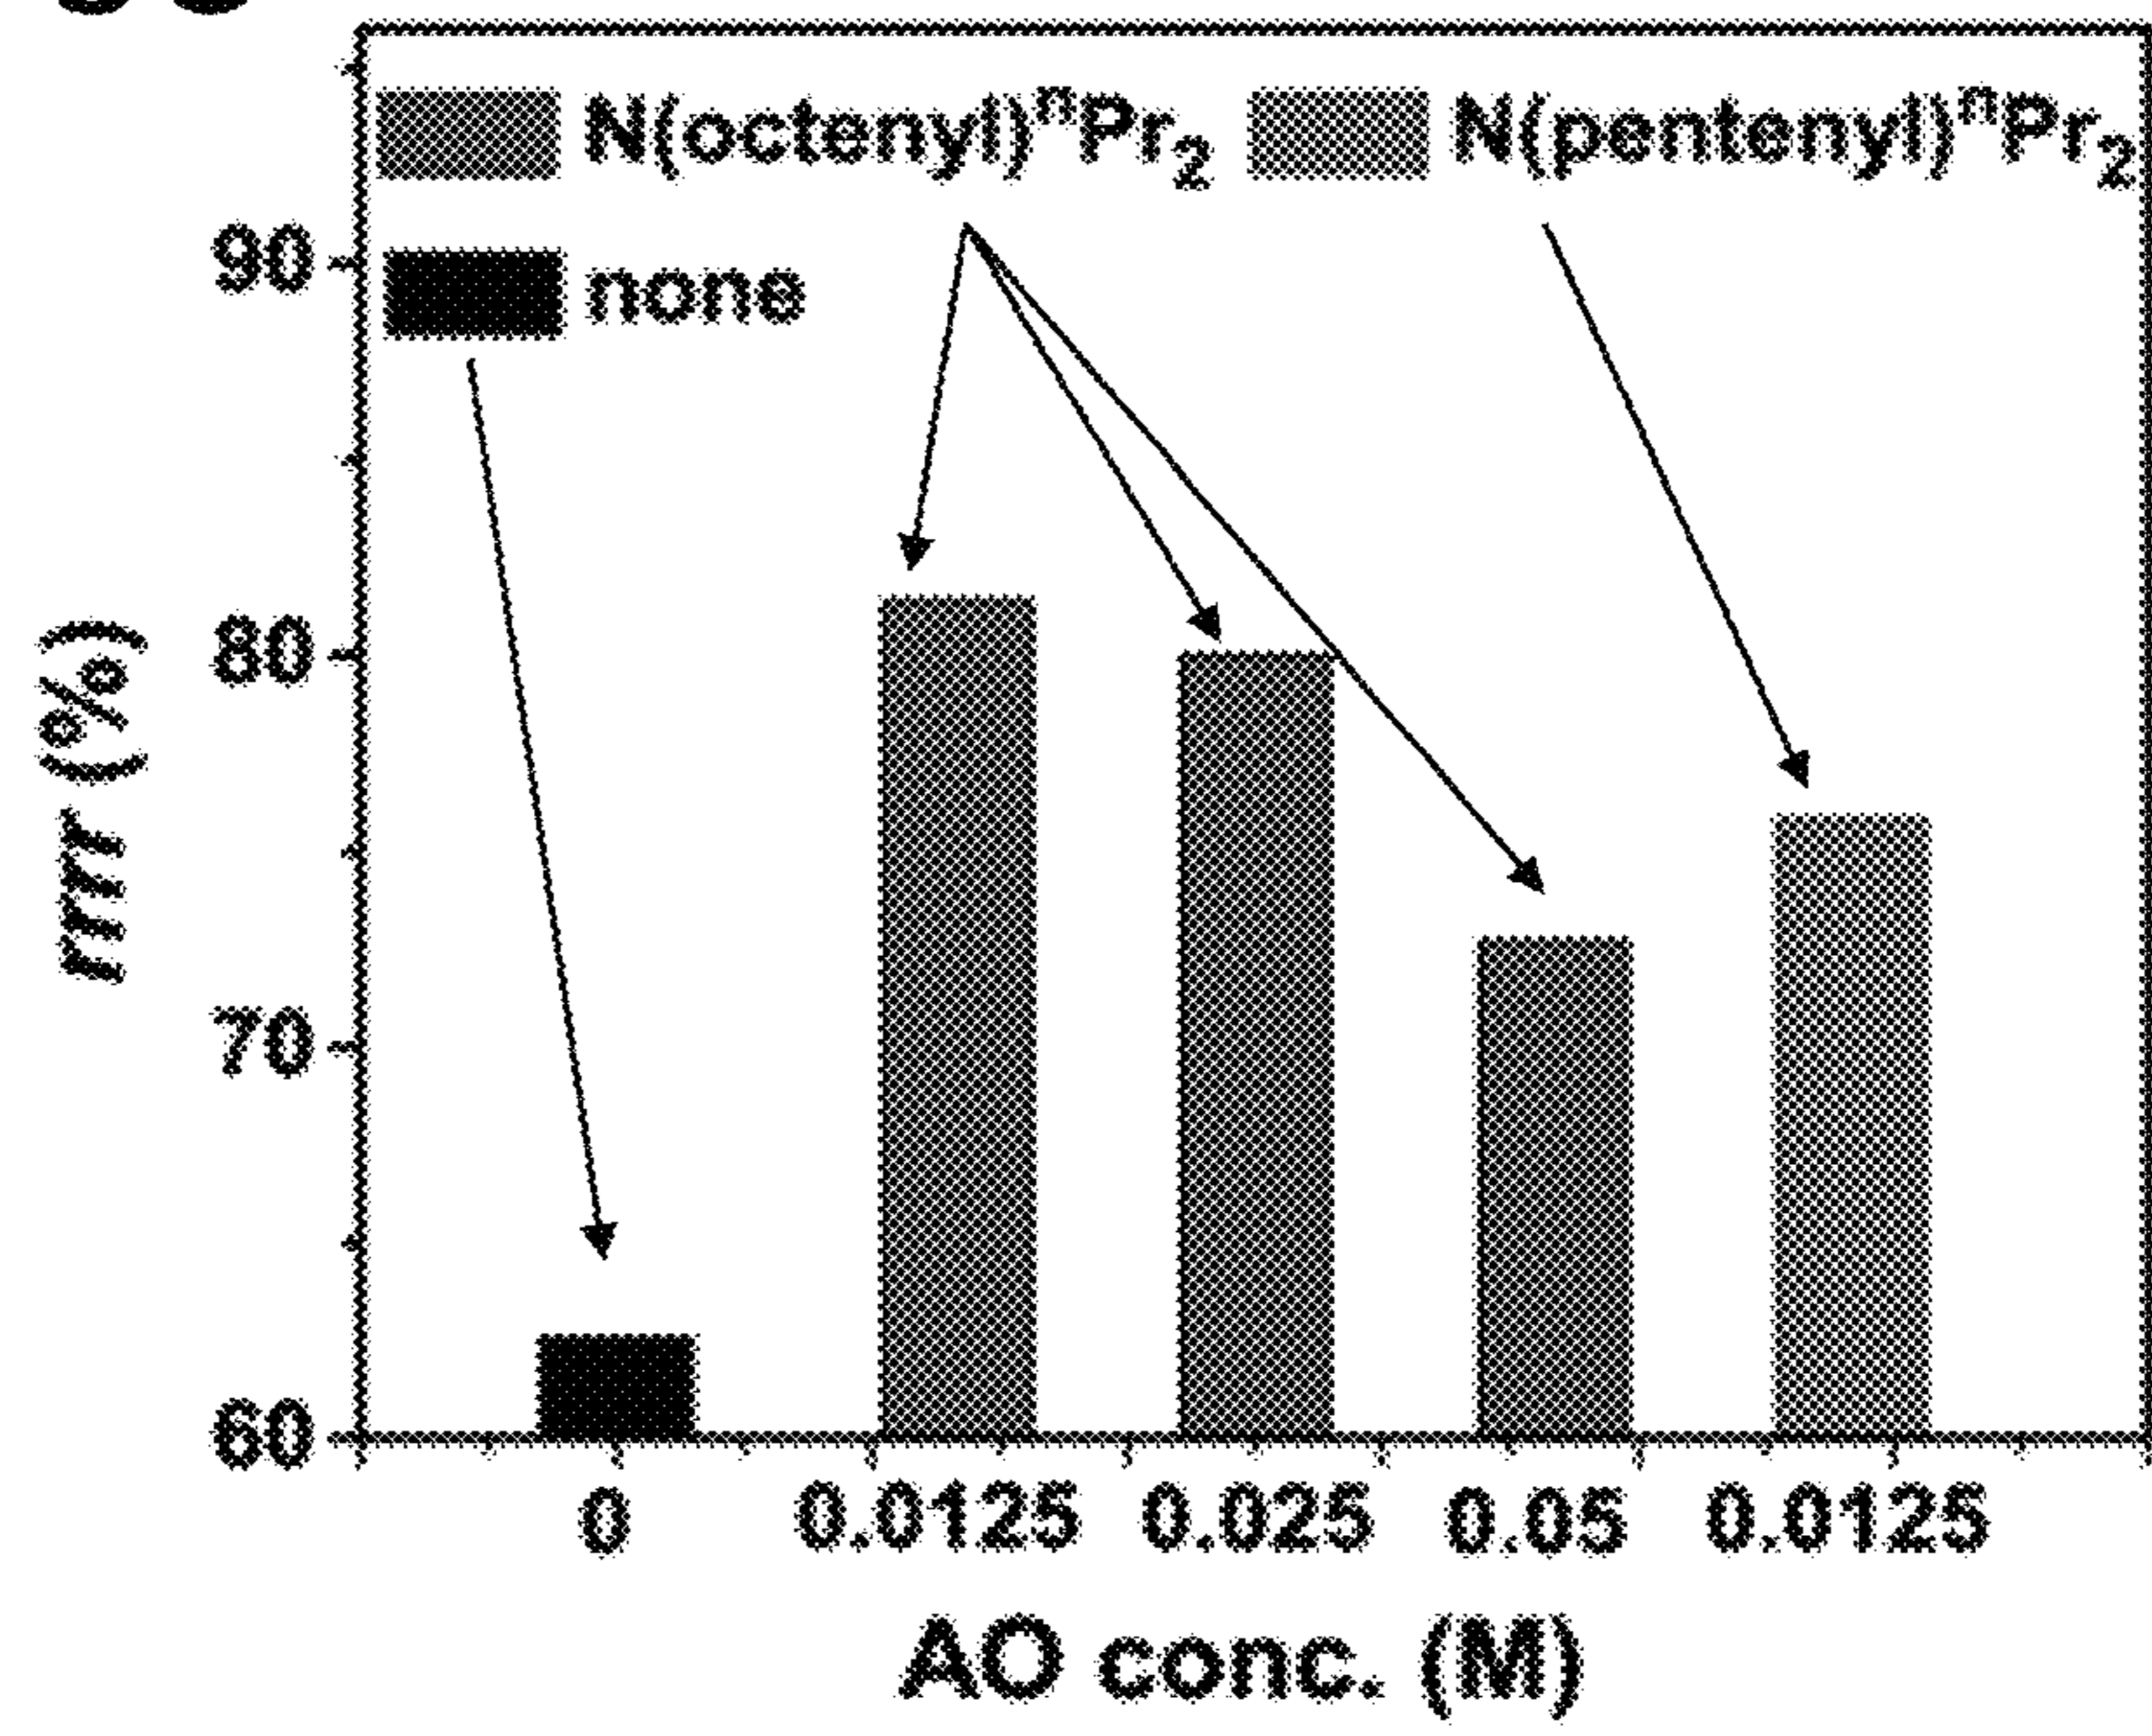 N(octenyl)ⁿPr₂ N(pentenyl)ⁿPr₂
none
90
80
70
60
rrrr (%)
0 0.0125 0.025 0.05 0.0125
AO conc. (M)